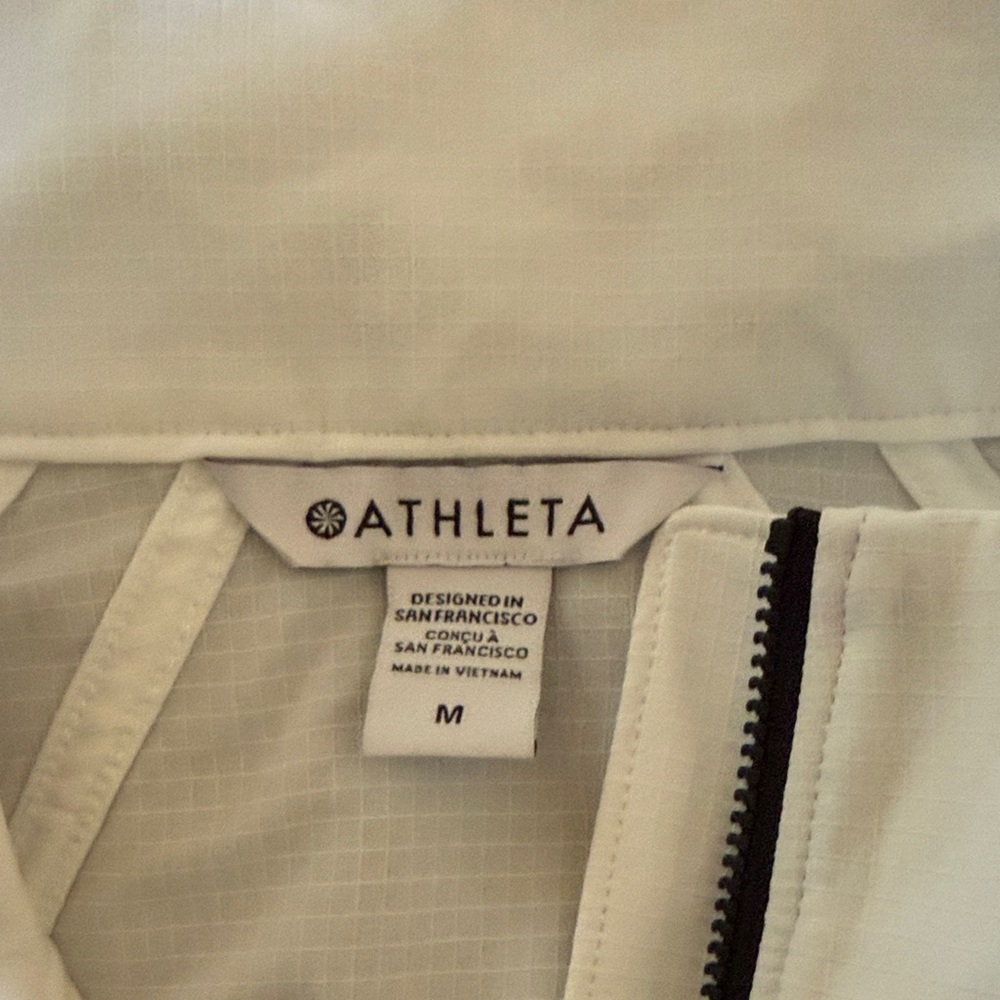 ATHLETA
DESIGNED IN
SAN FRANCISCO
CONÇU À
SAN FRANCISCO
MADE IN VIETNAM
M